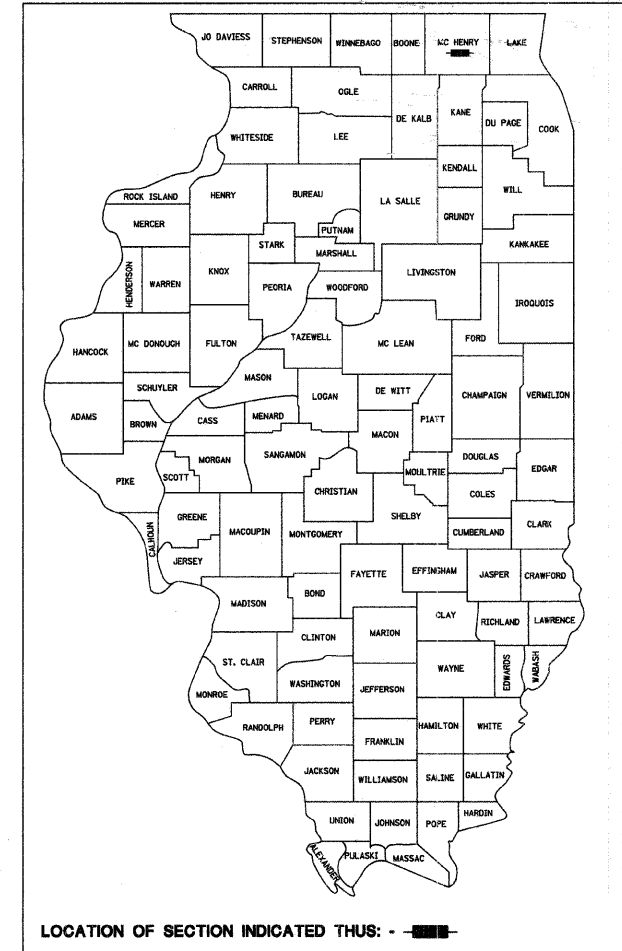 JO DAVIESS
STEPHENSON
WINNEBAGO
BOONE
MC HENRY
LAKE
CARROLL
OGLE
DE KALB
KANE
DU PAGE
COOK
WHITESIDE
LEE
KENDALL
WILL
ROCK ISLAND
HENRY
BUREAU
LA SALLE
GRUNDY
MERCER
PUTNAM
STARK
MARSHALL
KANKAKEE
HENDERSON
WARREN
KNOX
PEORIA
WOODFORD
LIVINGSTON
IROQUOIS
HANCOCK
MC DONOUGH
FULTON
TAZEWELL
MC LEAN
FORD
MASON
SCHUYLER
LOGAN
DE WITT
CHAMPAIGN
VERMILION
ADAMS
BROWN
CASS
MENARD
MACON
PIATT
PIKE
SCOTT
MORGAN
SANGAMON
MOULTRIE
DOUGLAS
EDGAR
CHRISTIAN
COLES
CALHOUN
GREENE
MACOUPIN
MONTGOMERY
SHELBY
CUMBERLAND
CLARK
JERSEY
FAYETTE
EFFINGHAM
JASPER
CRAWFORD
MADISON
BOND
CLAY
RICHLAND
LAWRENCE
CLINTON
MARION
ST. CLAIR
WAYNE
EDWARDS
WABASH
WASHINGTON
JEFFERSON
MONROE
RANDOLPH
PERRY
HAMILTON
WHITE
FRANKLIN
JACKSON
WILLIAMSON
SALINE
GALLATIN
UNION
JOHNSON
POPE
HARDIN
ALEXANDER
PULASKI
MASSAC
LOCATION OF SECTION INDICATED THUS: -